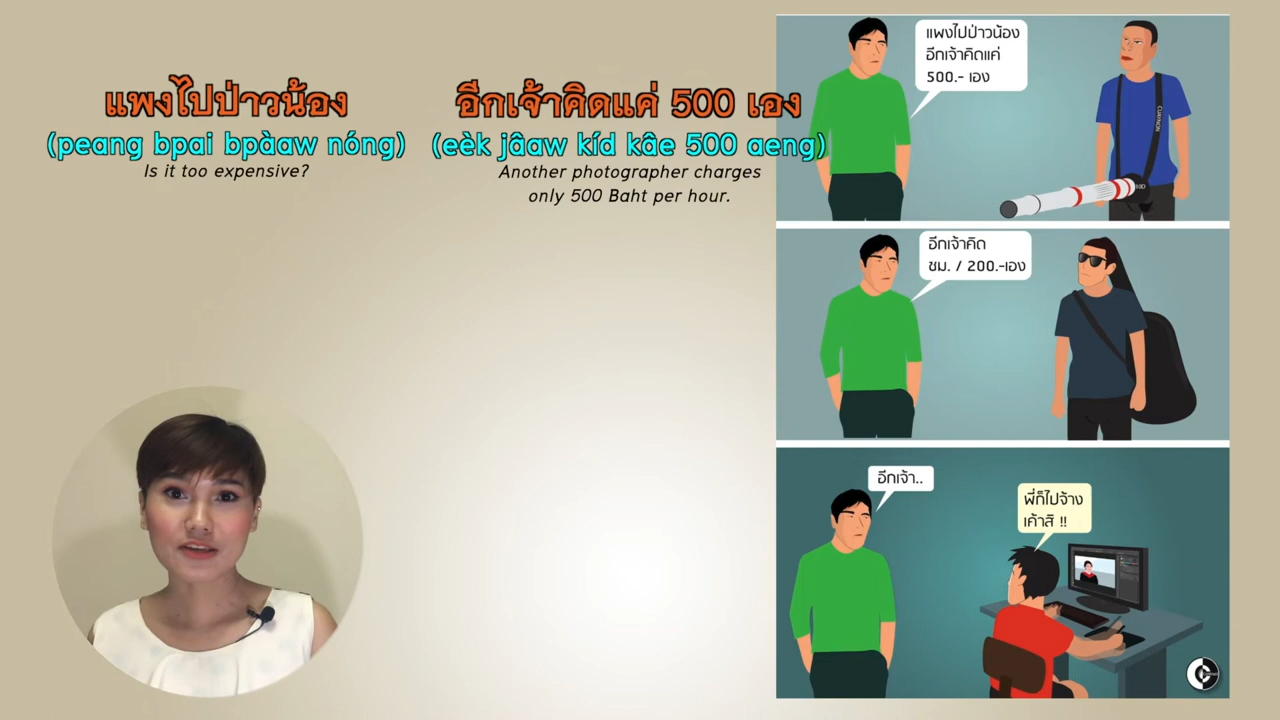 แพงไปป่าวน้อง
(peang bpai bpàaw nóng)
Is it too expensive?
อีกเจ้าคิดแค่ 500 เอง
(eèk jâaw kíd kâe 500 aeng)
Another photographer charges
only 500 Baht per hour.
แพงไปป่าวน้อง
อีกเจ้าคิดแค่
500.- เอง
อีกเจ้าคิด
ชม. / 200.-เอง
อีกเจ้า..
พี่ก็ไปจ้าง
เค้าสิ !!